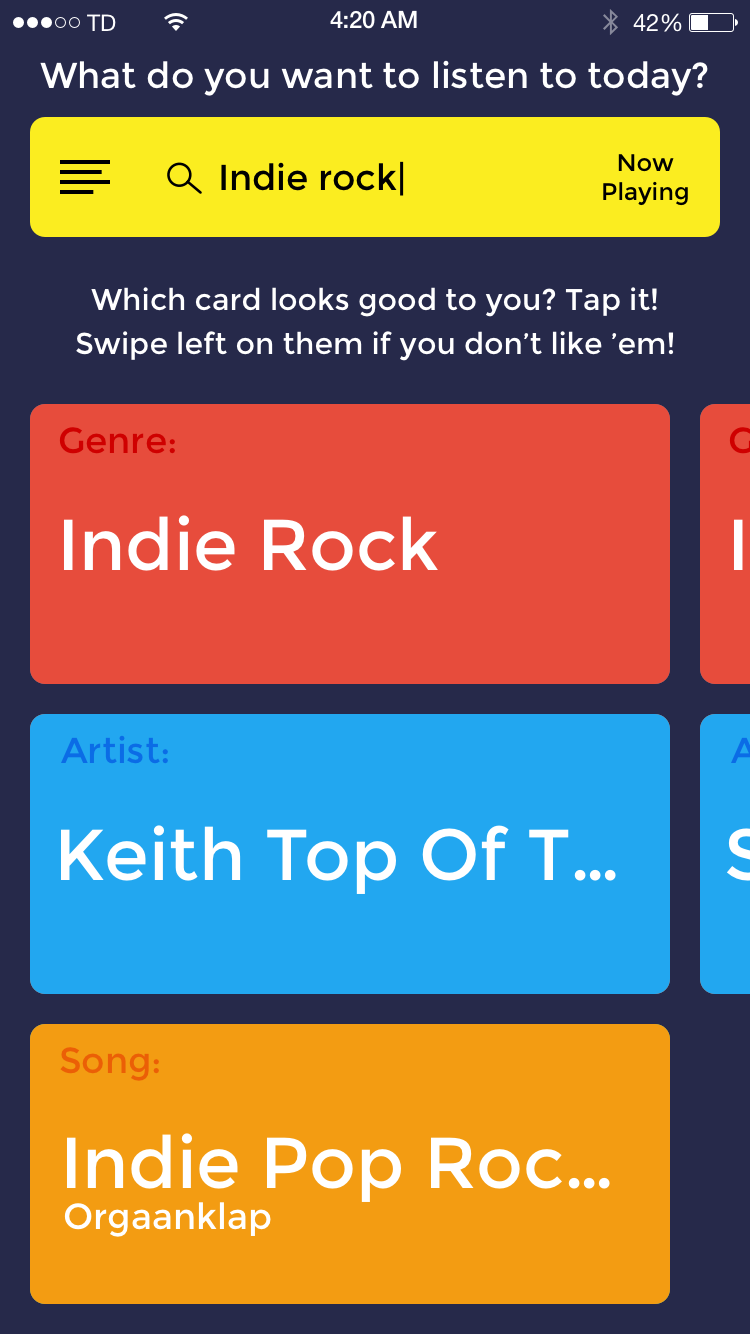 TD 4:20 AM 42%
What do you want to listen to today?
Indie rock
Now
Playing
Which card looks good to you? Tap it!
Swipe left on them if you don’t like ’em!
Genre:
Indie Rock
Artist:
Keith Top Of T...
Song:
Indie Pop Roc...
Orgaanklap